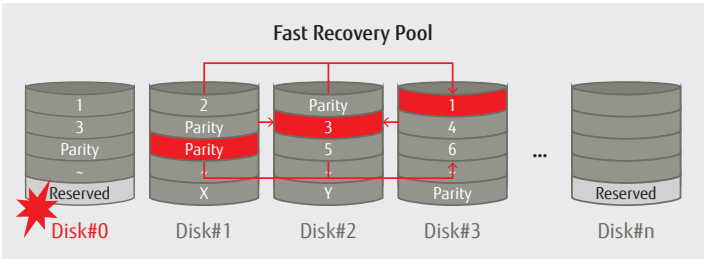 Fast Recovery Pool
1 2 Parity 1
3 Parity 3 4
Parity Parity 5 6
~ ~ ~ ~
Reserved X Y Parity Reserved
...
Disk#0 Disk#1 Disk#2 Disk#3 Disk#n